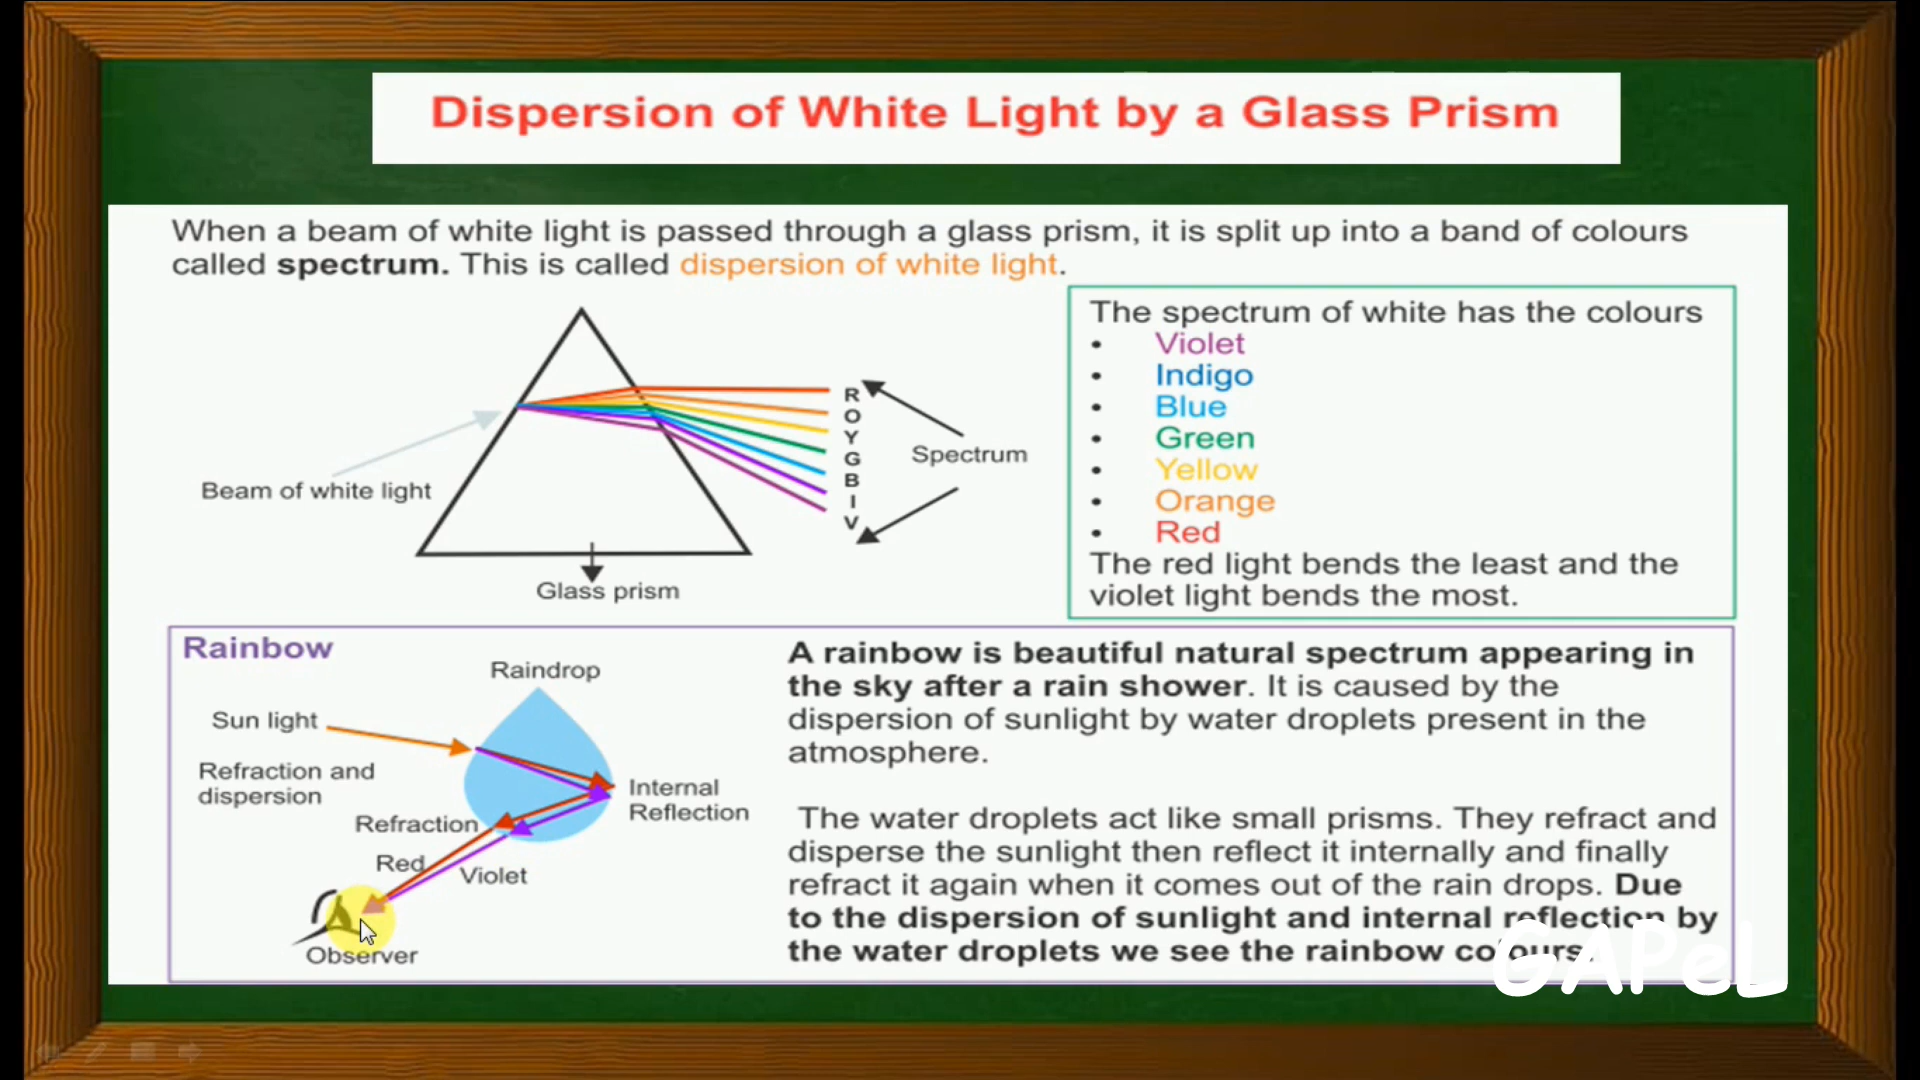 Dispersion of White Light by a Glass Prism
When a beam of white light is passed through a glass prism, it is split up into a band of colours
called spectrum. This is called dispersion of white light.
Beam of white light
R
O
Y
G
B
I
V
Spectrum
Glass prism
The spectrum of white has the colours
• Violet
• Indigo
• Blue
• Green
• Yellow
• Orange
• Red
The red light bends the least and the
violet light bends the most.
Rainbow
Raindrop
Sun light
Refraction and
dispersion
Internal
Reflection
Refraction
Red
Violet
Observer
A rainbow is beautiful natural spectrum appearing in
the sky after a rain shower. It is caused by the
dispersion of sunlight by water droplets present in the
atmosphere.
The water droplets act like small prisms. They refract and
disperse the sunlight then reflect it internally and finally
refract it again when it comes out of the rain drops. Due
to the dispersion of sunlight and internal reflection by
the water droplets we see the rainbow colours.
GAPeL